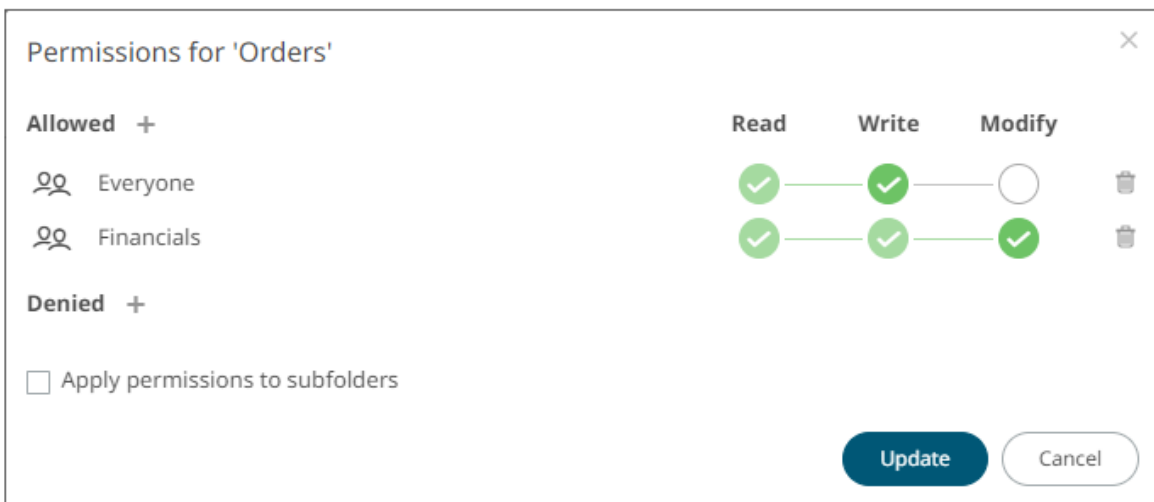 Permissions for 'Orders'
Allowed + Read Write Modify
Everyone
Financials
Denied +
Apply permissions to subfolders
Update Cancel